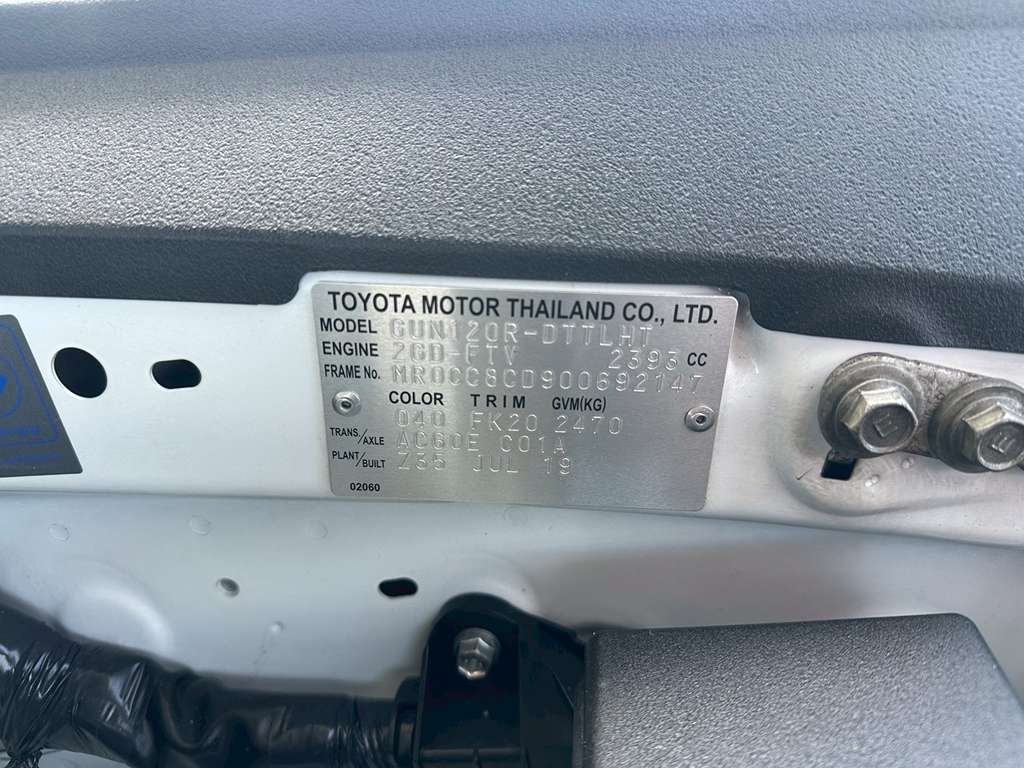 TOYOTA MOTOR THAILAND CO., LTD.
MODEL GUN120R-DTTLHT
ENGINE 2GD-FTV 2393 CC
FRAME No. MR0CC8CD900692147
COLOR TRIM GVM(KG)
040 FK20 2470
TRANS/AXLE AC60E C01A
PLANT/BUILT Z35 JUL 19
02060
E E